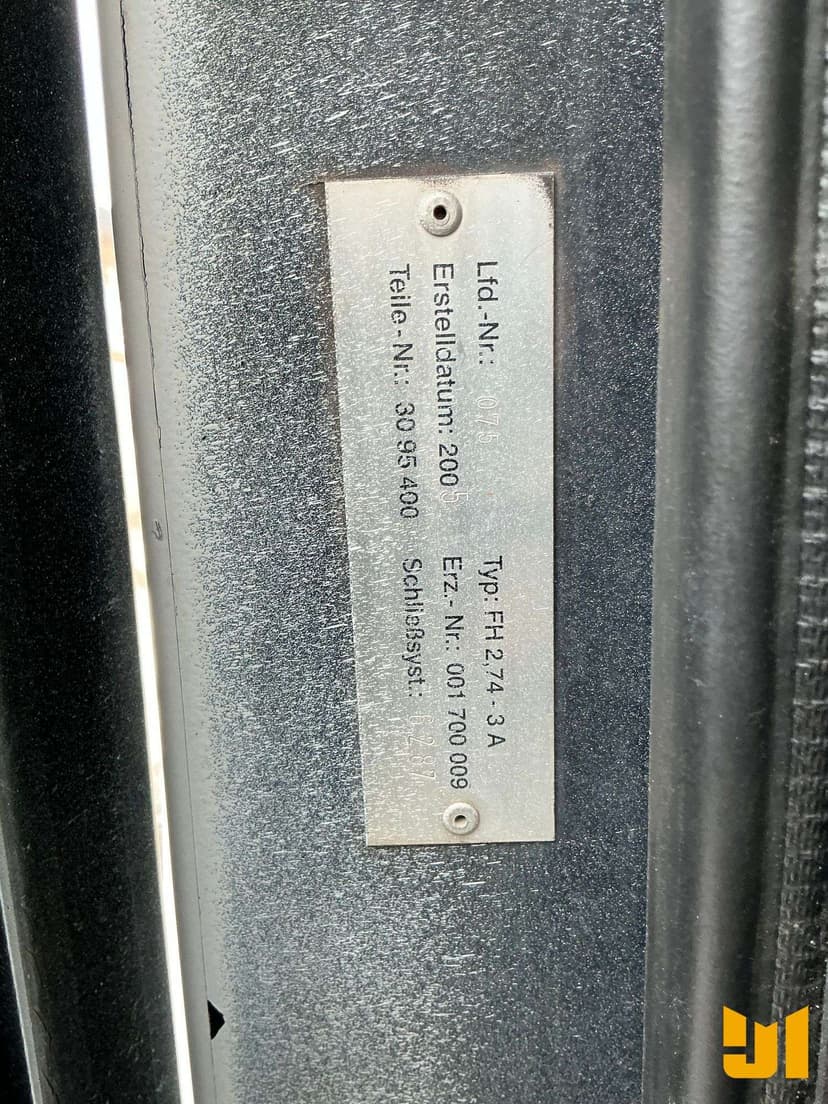 Lfd.-Nr.: 075 Typ: FH 2,74 - 3 A
Erstelldatum: 2005 Erz.- Nr.: 001 700 009
Teile - Nr.: 30 95 400 Schließsyst.: